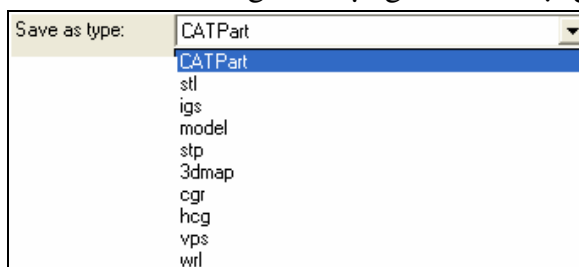 Save as type: CATPart
CATPart
stl
igs
model
stp
3dmap
cgr
hcg
vps
wrl